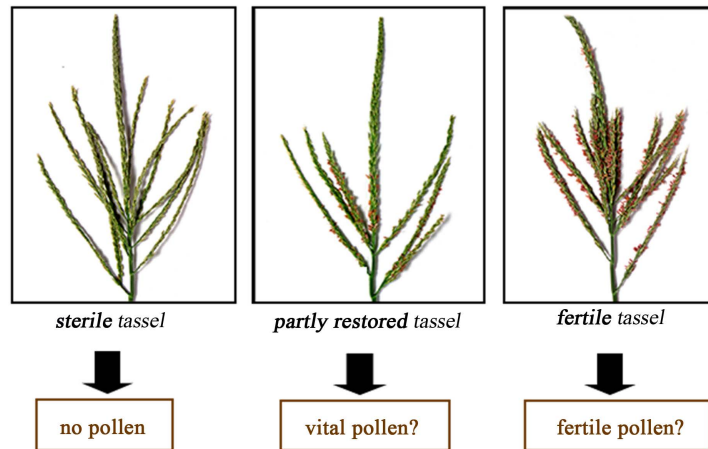 sterile tassel
partly restored tassel
fertile tassel
no pollen
vital pollen?
fertile pollen?